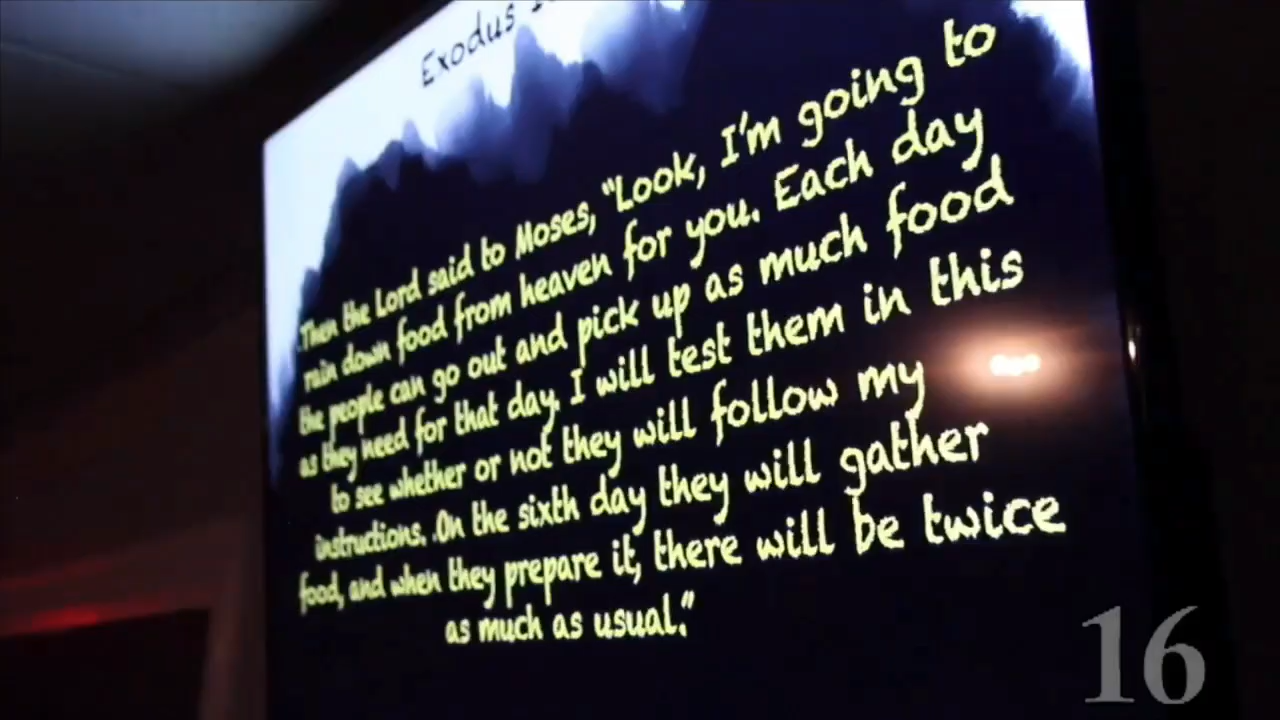 Exodus
Then the Lord said to Moses, “Look, I’m going to
rain down food from heaven for you. Each day
the people can go out and pick up as much food
as they need for that day. I will test them in this
to see whether or not they will follow my
instructions. On the sixth day they will gather
food, and when they prepare it, there will be twice
as much as usual.”
16